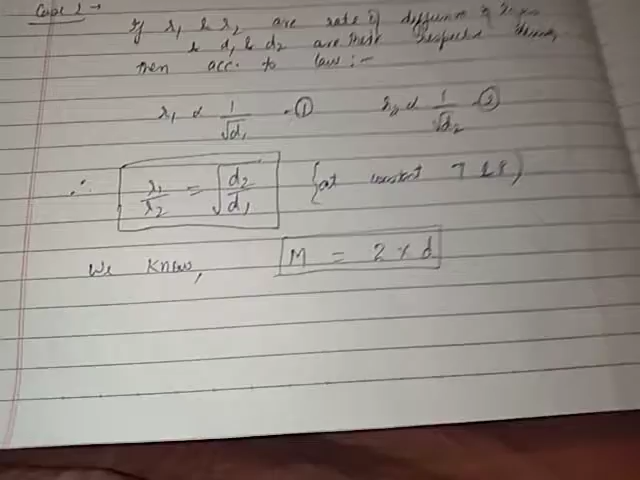 Case 1 →
If r₁ & r₂ are rate of diffusion of 2 gases
& d₁ & d₂ are their respective
then acc. to law :-
r₁ ∝ 1/√d₁ -① r₂ ∝ 1/√d₂ -②
∴ r₁/r₂ = √(d₂/d₁) {at constant T & P}
We know, M = 2 × d